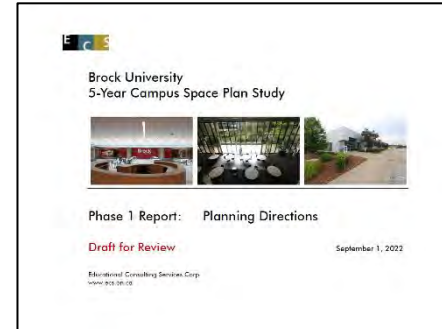 E C S
Brock University
5-Year Campus Space Plan Study
Brock
Phase 1 Report: Planning Directions
Draft for Review
September 1, 2022
Educational Consulting Services Corp.
www.ecs.on.ca